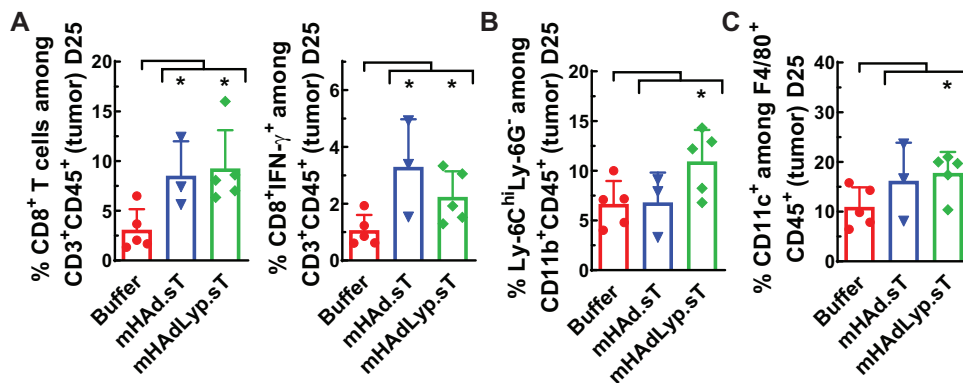 A
% CD8+ T cells among
CD3+CD45+ (tumor) D25
20
15
10
5
0
* *
Buffer
mHAd.sT
mHAdLyp.sT
% CD8+IFN-γ+ among
CD3+CD45+ (tumor) D25
6
4
2
0
* *
Buffer
mHAd.sT
mHAdLyp.sT
B
% Ly-6ChiLy-6G- among
CD11b+CD45+ (tumor) D25
20
15
10
5
0
*
Buffer
mHAd.sT
mHAdLyp.sT
C
% CD11c+ among F4/80+
CD45+ (tumor) D25
40
30
20
10
0
*
Buffer
mHAd.sT
mHAdLyp.sT